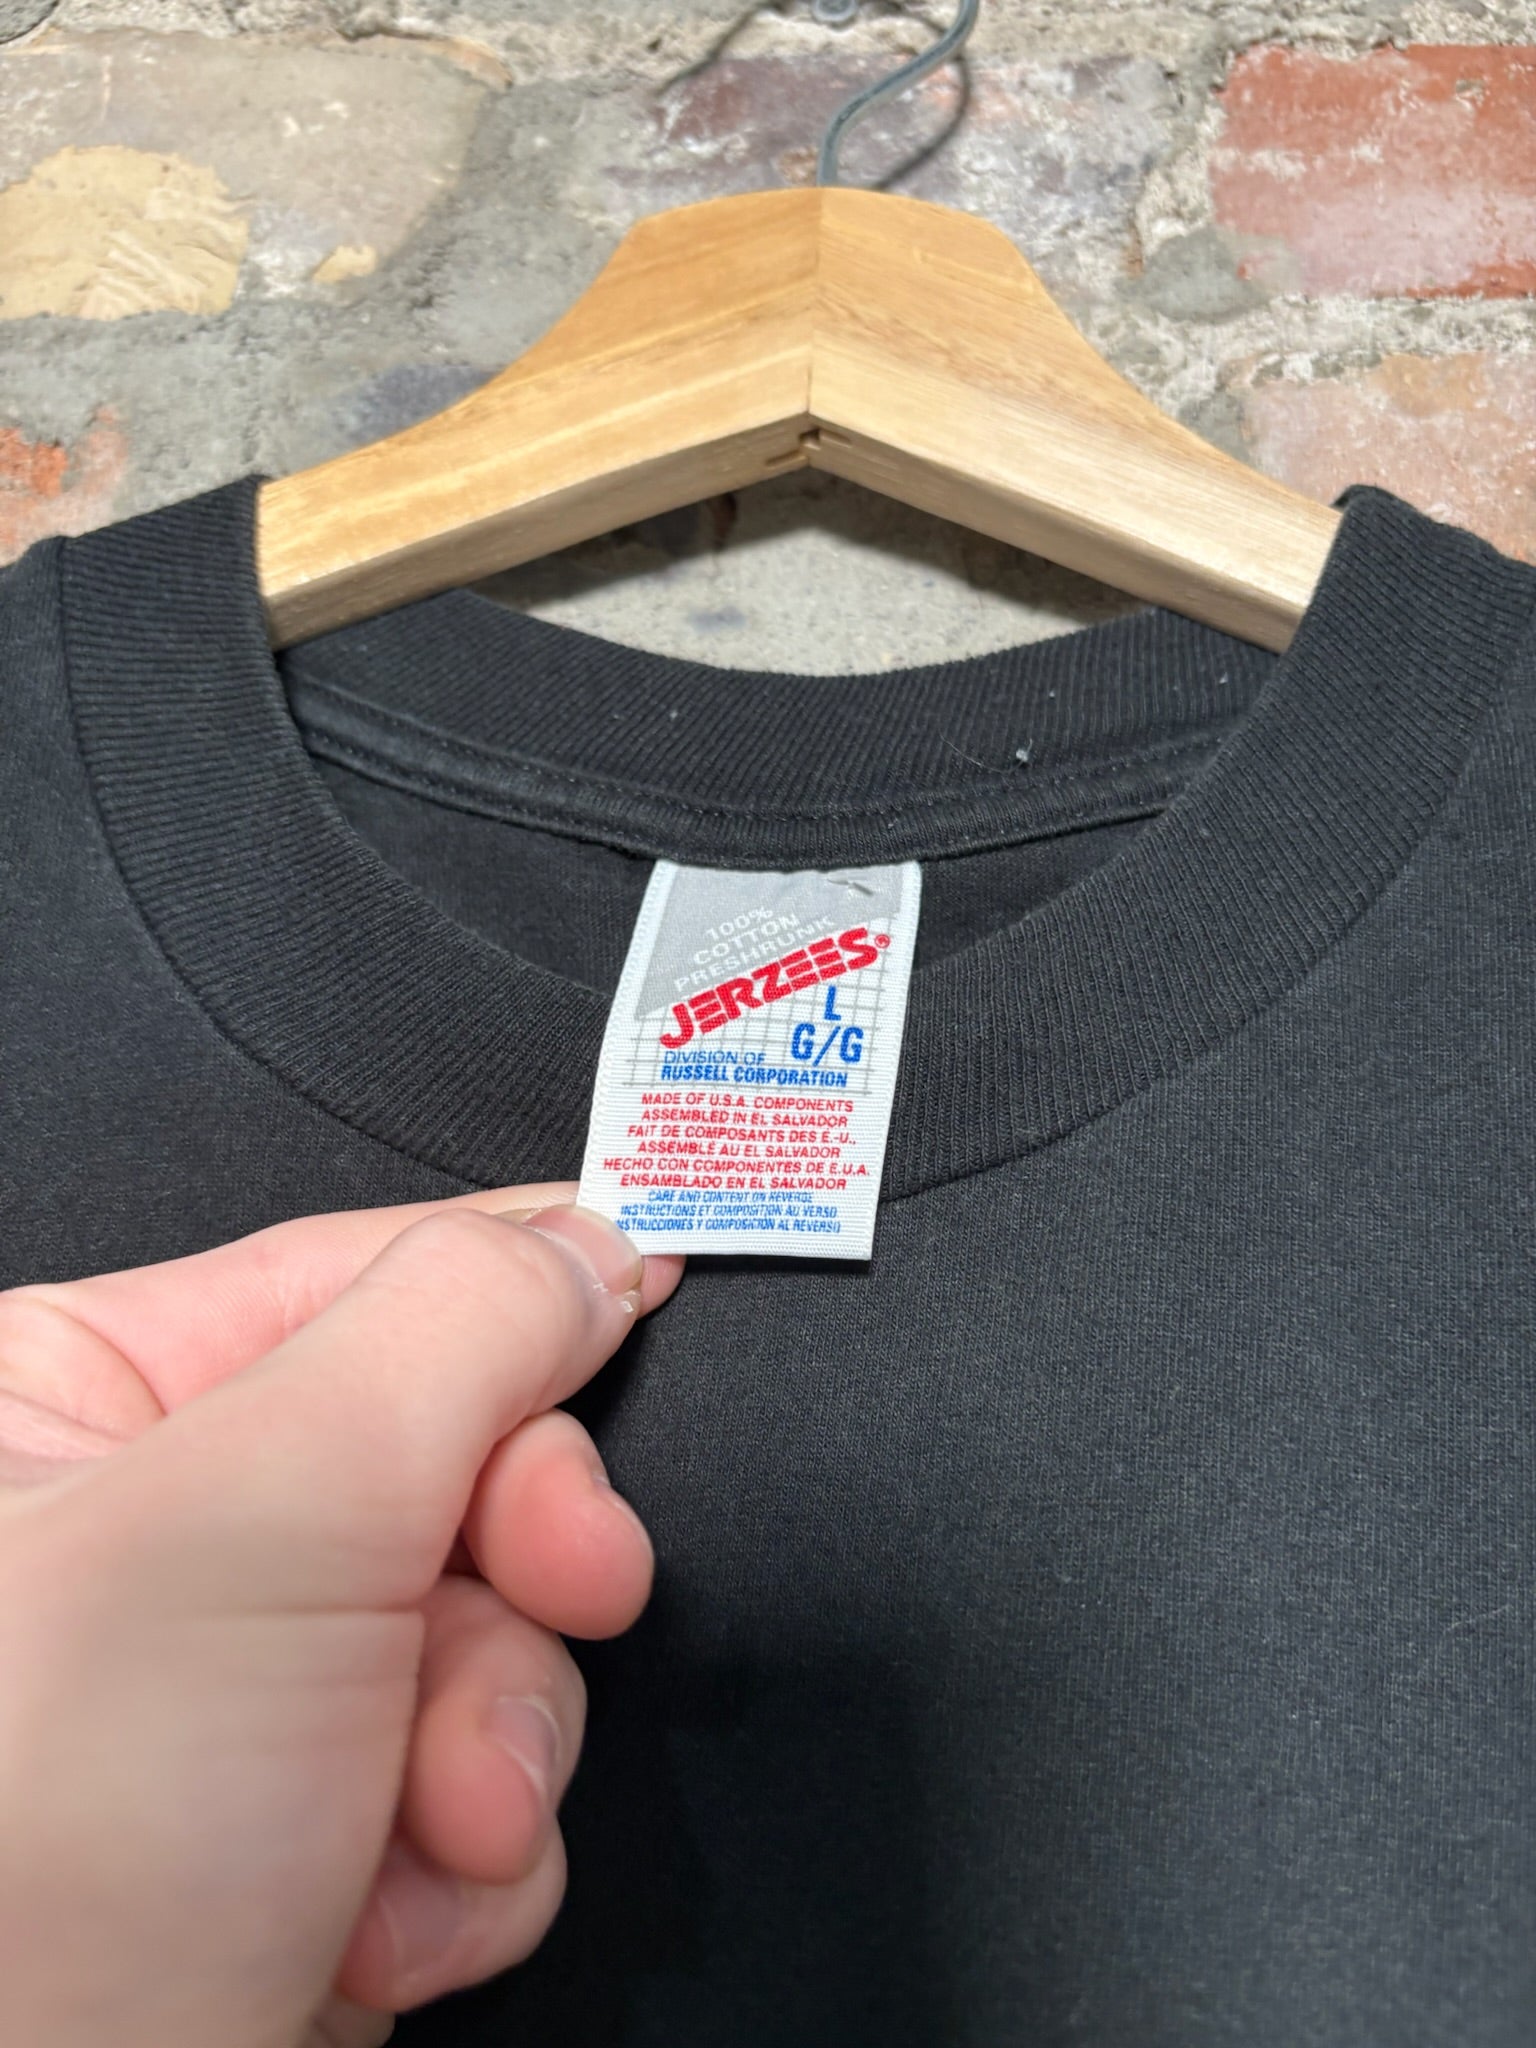 100%
COTTON
PRESHRUNK
JERZEES®
L
G/G
DIVISION OF
RUSSELL CORPORATION
MADE OF U.S.A. COMPONENTS
ASSEMBLED IN EL SALVADOR
FAIT DE COMPOSANTS DES É.-U.,
ASSEMBLÉ AU EL SALVADOR
HECHO CON COMPONENTES DE E.U.A.
ENSAMBLADO EN EL SALVADOR
CARE AND CONTENT ON REVERSE
INSTRUCTIONS ET COMPOSITION AU VERSO
INSTRUCCIONES Y COMPOSICION AL REVERSO